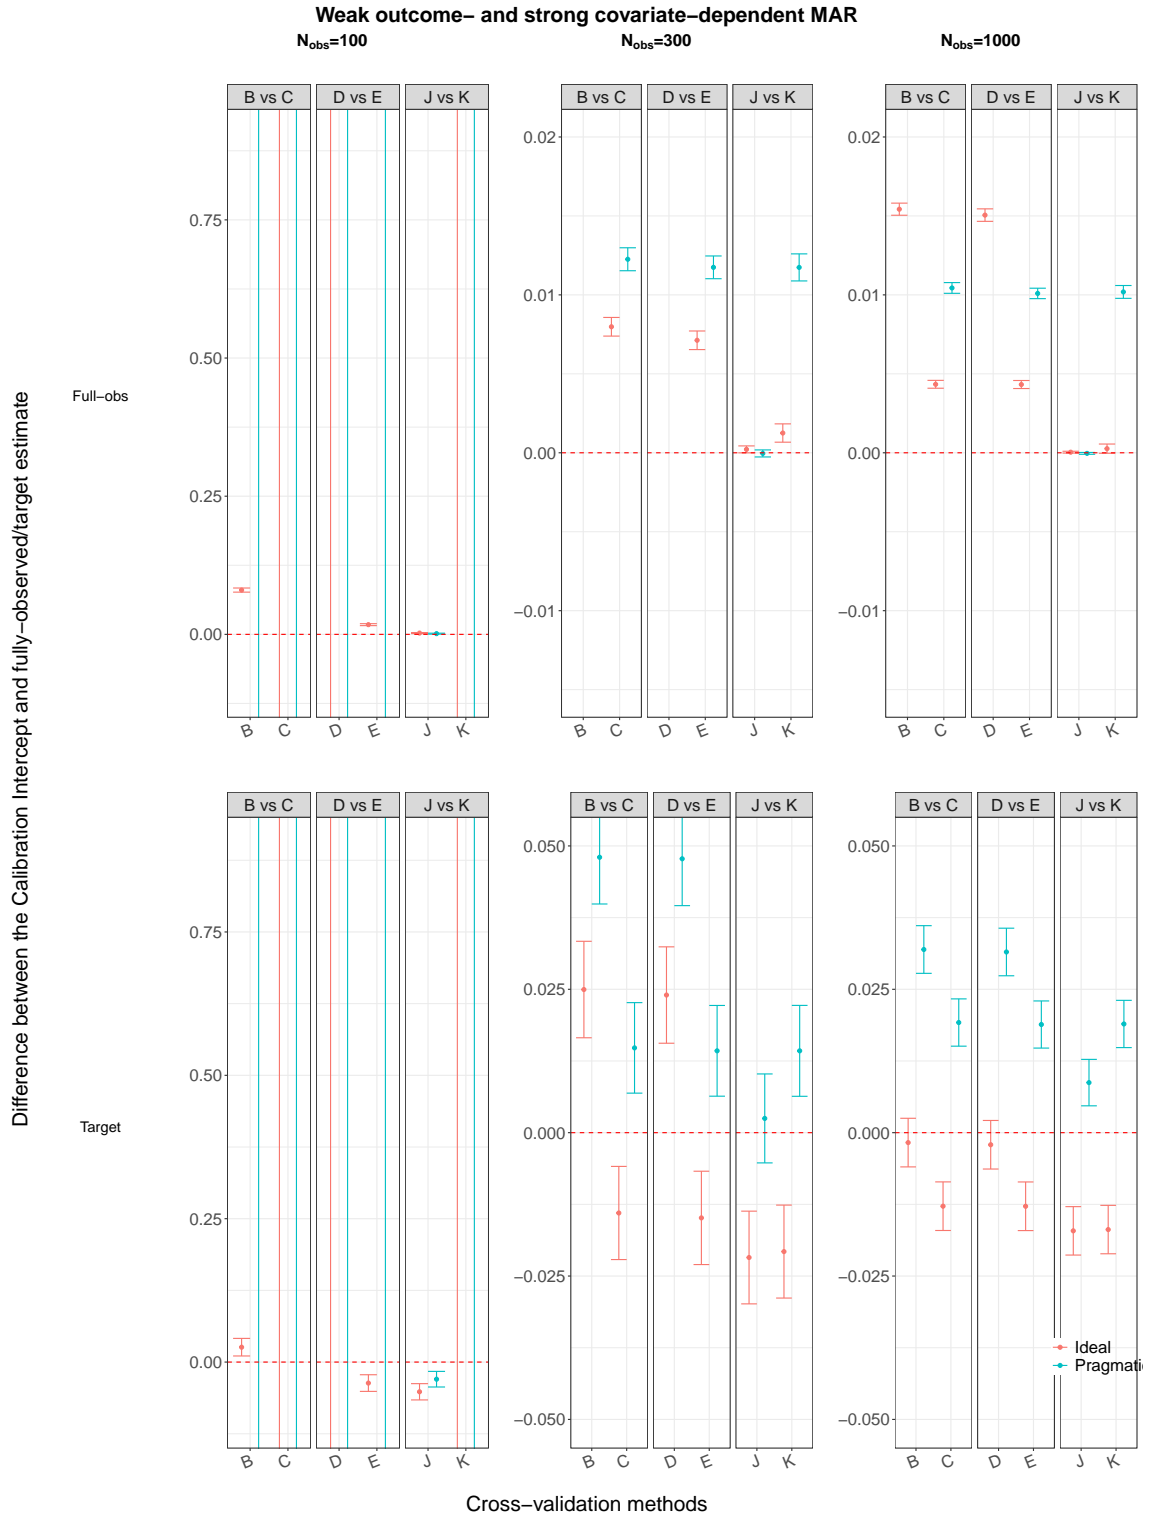 Weak outcome− and strong covariate−dependent MAR
Nobs=100 Nobs=300 Nobs=1000
B vs C D vs E J vs K B vs C D vs E J vs K B vs C D vs E J vs K
0.75
0.50
0.25
0.00
0.02
0.01
0.00
−0.01
0.02
0.01
0.00
−0.01
Full−obs
B C D E J K B C D E J K B C D E J K
Difference between the Calibration Intercept and fully−observed/target estimate
B vs C D vs E J vs K B vs C D vs E J vs K B vs C D vs E J vs K
0.75
0.50
0.25
0.00
0.050
0.025
0.000
−0.025
−0.050
0.050
0.025
0.000
−0.025
−0.050
Target
Ideal
Pragmati
B C D E J K B C D E J K B C D E J K
Cross−validation methods